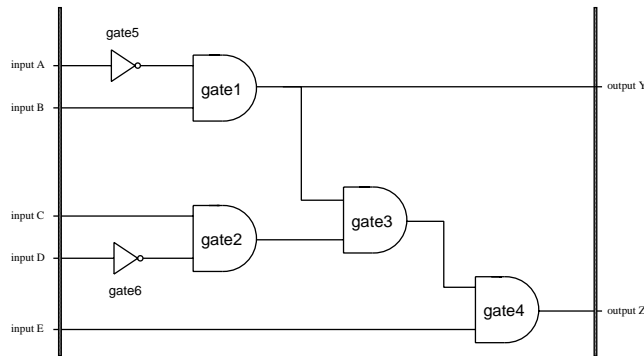 gate5
input A
gate1
output Y
input B
input C
gate3
gate2
input D
gate6
gate4
output Z
input E